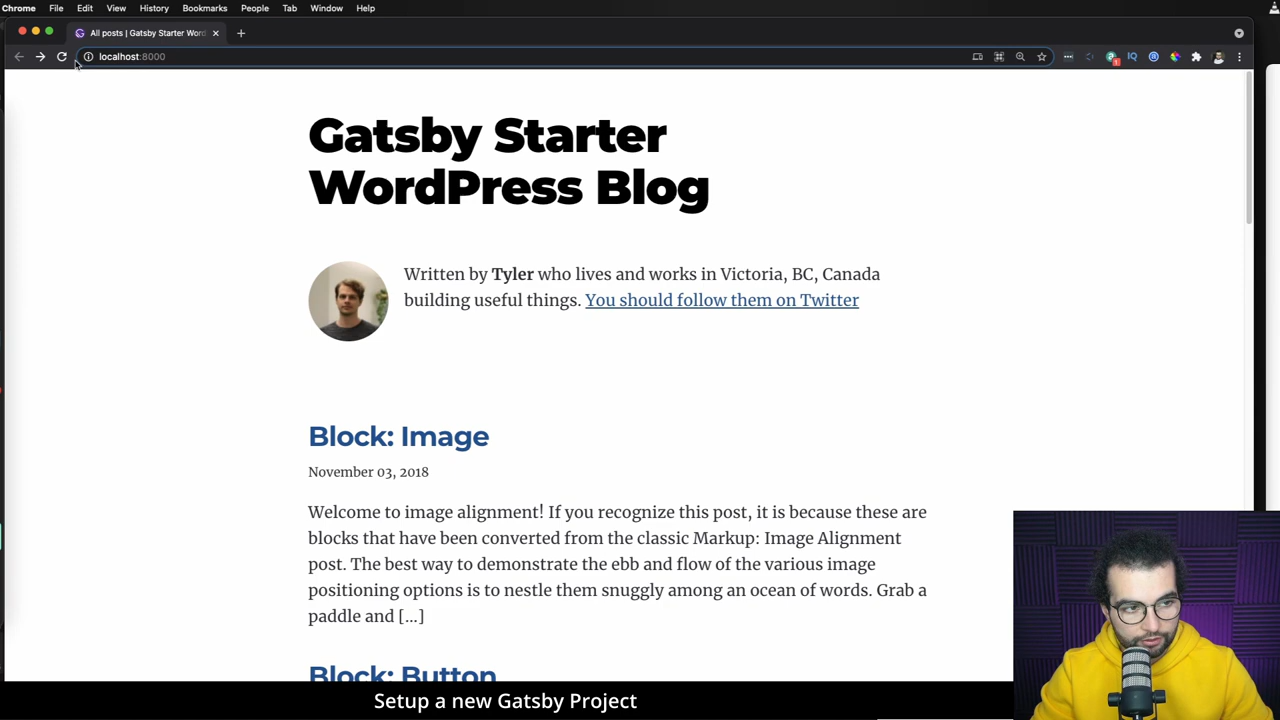 Chrome File Edit View History Bookmarks People Tab Window Help
All posts | Gatsby Starter Word
localhost:8000
Gatsby Starter
WordPress Blog
Written by Tyler who lives and works in Victoria, BC, Canada
building useful things. You should follow them on Twitter
Block: Image
November 03, 2018
Welcome to image alignment! If you recognize this post, it is because these are
blocks that have been converted from the classic Markup: Image Alignment
post. The best way to demonstrate the ebb and flow of the various image
positioning options is to nestle them snuggly among an ocean of words. Grab a
paddle and [...]
Block: Button
Setup a new Gatsby Project